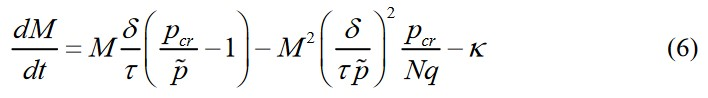 dM/dt = M δ/τ (p_cr/p̃ − 1) − M² (δ/(τp̃))² p_cr/(Nq) − κ (6)